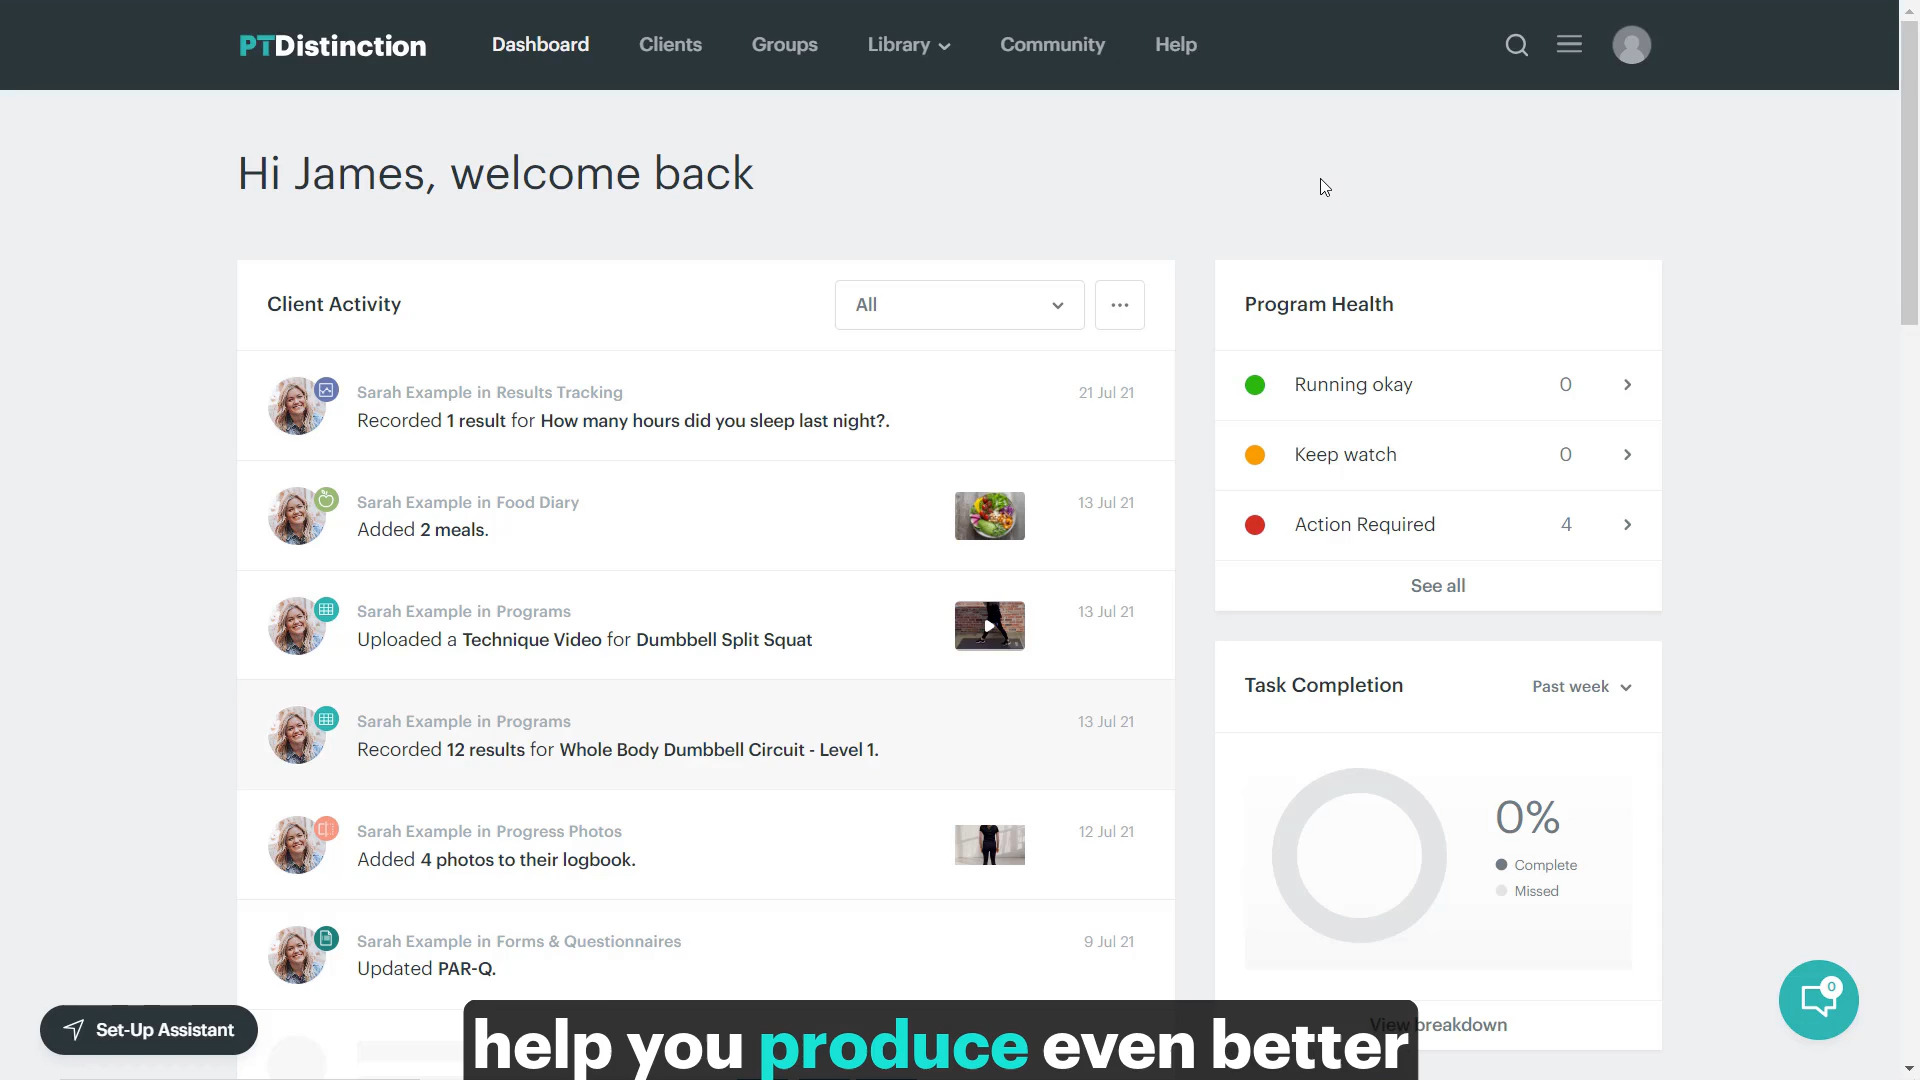 PTDistinction
Dashboard
Clients
Groups
Library
Community
Help
Hi James, welcome back
Client Activity
All
Sarah Example in Results Tracking
21 Jul 21
Recorded 1 result for How many hours did you sleep last night?.
Sarah Example in Food Diary
13 Jul 21
Added 2 meals.
Sarah Example in Programs
13 Jul 21
Uploaded a Technique Video for Dumbbell Split Squat
Sarah Example in Programs
13 Jul 21
Recorded 12 results for Whole Body Dumbbell Circuit - Level 1.
Sarah Example in Progress Photos
12 Jul 21
Added 4 photos to their logbook.
Sarah Example in Forms & Questionnaires
9 Jul 21
Updated PAR-Q.
Program Health
Running okay 0
Keep watch 0
Action Required 4
See all
Task Completion
Past week
0%
Complete
Missed
View breakdown
0
Set-Up Assistant
help you produce even better